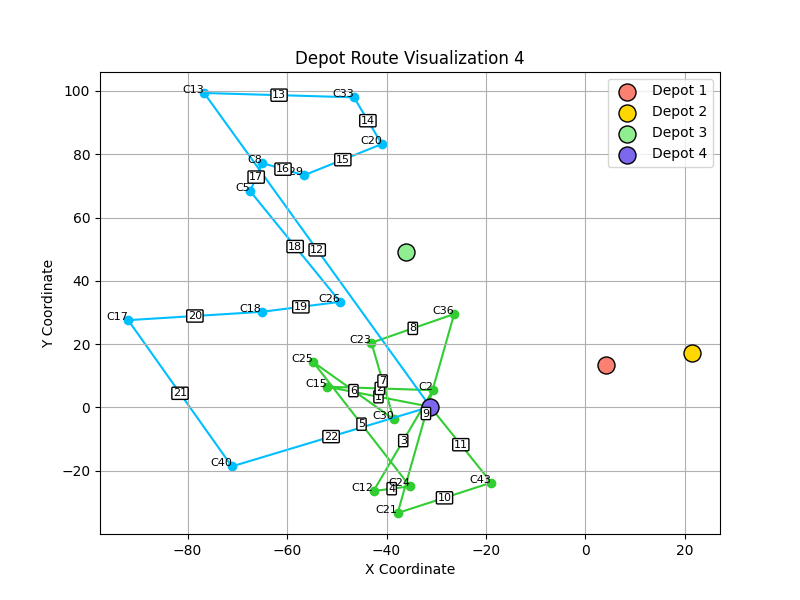 Depot Route Visualization 4
Depot 1
Depot 2
Depot 3
Depot 4
C13
13
C33
14
C20
15
C8
16
29
17
C5
18
12
C26
19
C18
20
C17
21
C40
22
C36
8
C23
C25
7
C15
6
2
1
C2
9
C30
5
3
11
C12
4
C24
C43
10
C21
100
80
60
40
20
0
−20
−80
−60
−40
−20
0
20
X Coordinate
Y Coordinate